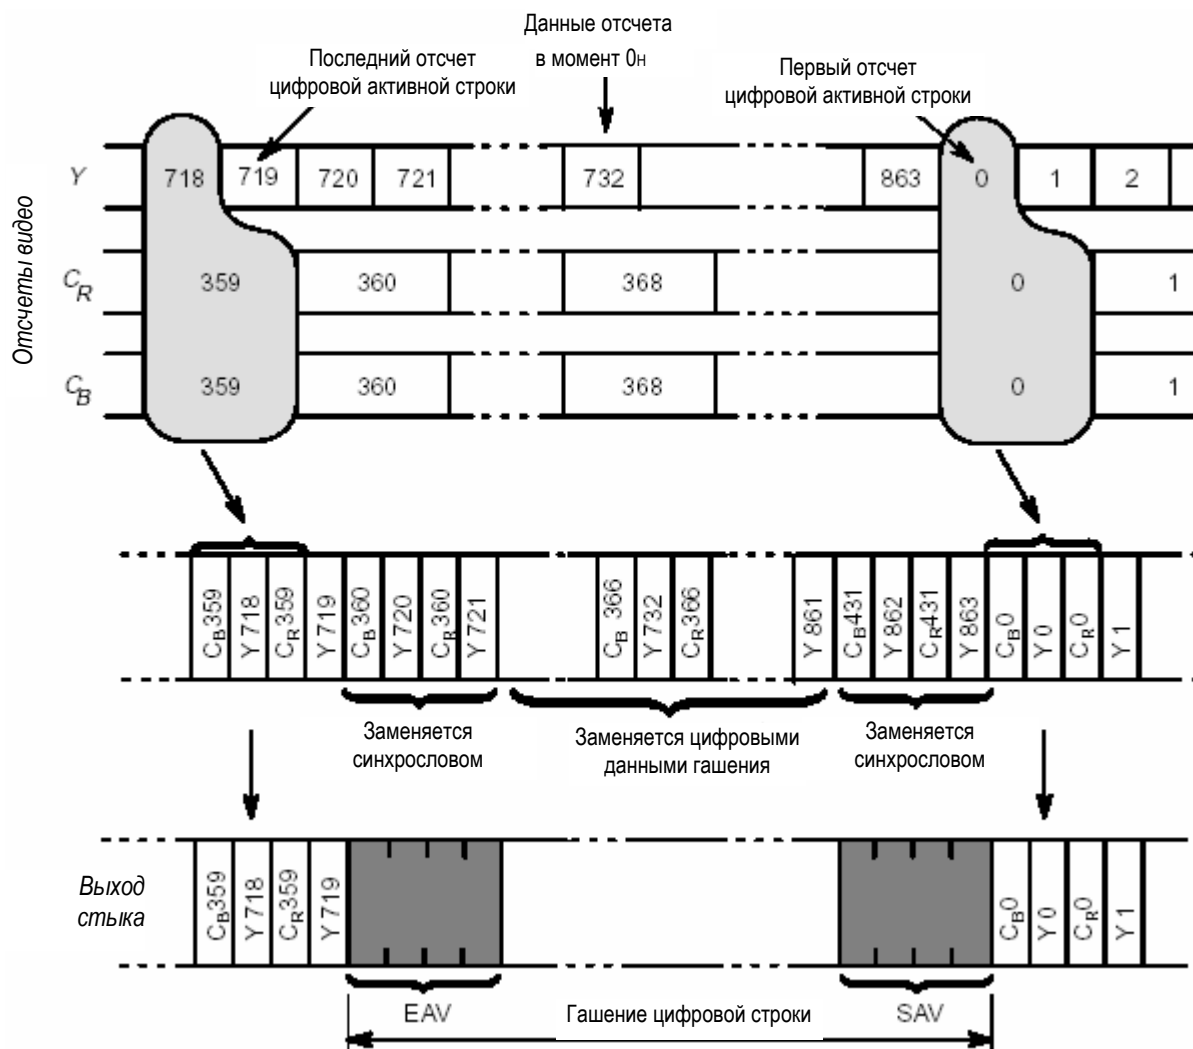 Данные отсчета
в момент 0н
Последний отсчет
цифровой активной строки
Первый отсчет
цифровой активной строки
Отсчеты видео
Y 718 719 720 721 732 863 0 1 2
CR 359 360 368 0 1
CB 359 360 368 0 1
CB359 Y718 CR359 Y719 CB360 Y720 CR360 Y721 CB366 Y732 CR366 Y861 CB431 Y862 CR431 Y863 CB0 Y0 CR0 Y1
Заменяется
синхрословом
Заменяется цифровыми
данными гашения
Заменяется
синхрословом
Выход
стыка
CB359 Y718 CR359 Y719 CB0 Y0 CR0 Y1
EAV
Гашение цифровой строки
SAV